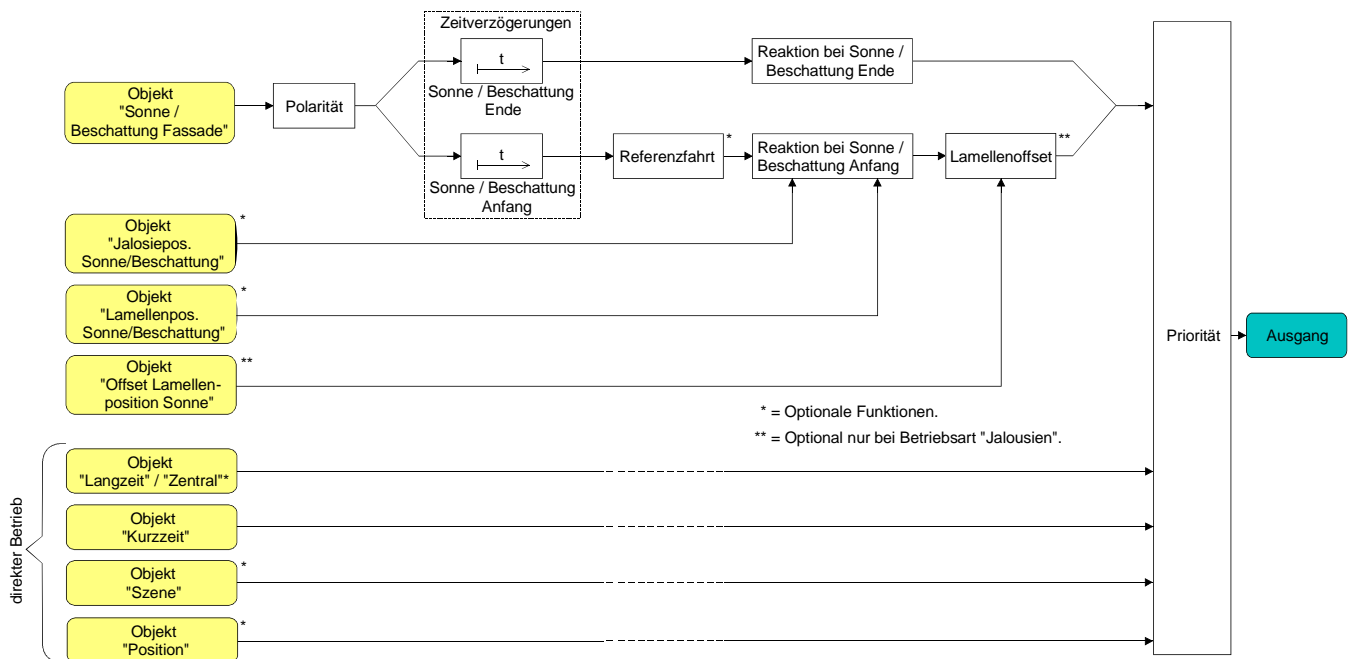 Zeitverzögerungen
t
Sonne / Beschattung
Ende
Reaktion bei Sonne /
Beschattung Ende
Objekt
"Sonne /
Beschattung Fassade"
Polarität
t
Sonne / Beschattung
Anfang
Referenzfahrt
*
Reaktion bei Sonne /
Beschattung Anfang
Lamellenoffset
**
Objekt
"Jalosiepos.
Sonne/Beschattung"
*
Objekt
"Lamellenpos.
Sonne/Beschattung"
*
Objekt
"Offset Lamellen-
position Sonne"
**
Priorität
Ausgang
* = Optionale Funktionen.
** = Optional nur bei Betriebsart "Jalousien".
direkter Betrieb
Objekt
"Langzeit" / "Zentral"*
Objekt
"Kurzzeit"
Objekt
"Szene"
*
Objekt
"Position"
*